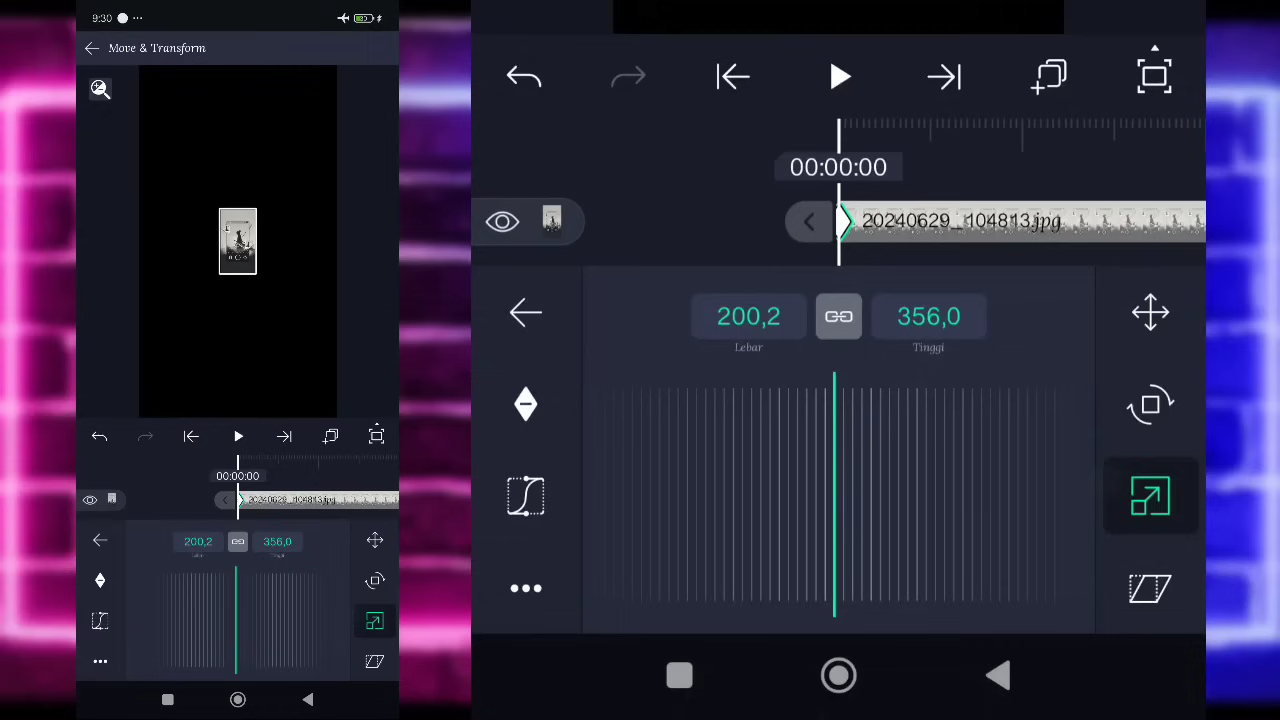 9:30
Move & Transform
00:00:00
20240629_104813.jpg
200,2
356,0
00:00:00
20240629_104813.jpg
200,2
356,0
Lebar
Tinggi